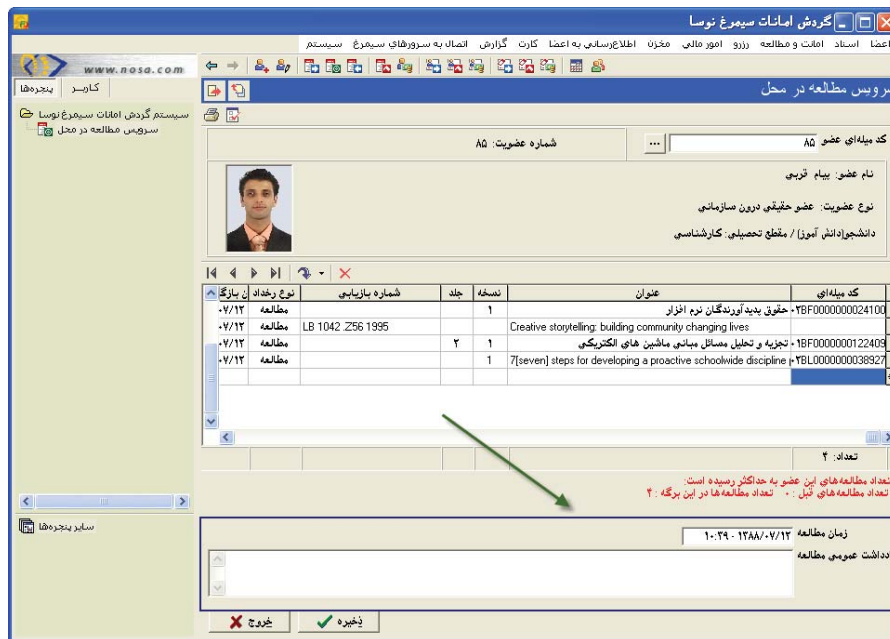 گردش امانات سیمرغ نوسا
اعضا اسناد امانت و مطالعه رزرو امور مالی مخزن اطلاع‌رسانی به اعضا کارت گزارش اتصال به سرورهای سیمرغ سیستم
www.nosa.com
کاربر پنجره‌ها
سرویس مطالعه در محل
سیستم گردش امانات سیمرغ نوسا
سرویس مطالعه در محل
کد میله‌ای عضو ۸۵ ... شماره عضویت: ۸۵
نام عضو: پیام قربی
نوع عضویت: عضو حقیقی درون سازمانی
دانشجو(دانش آموز) / مقطع تحصیلی: کارشناسی
کد میله‌ای عنوان نسخه جلد شماره بازیابی نوع رخداد
۰۲BF0000000024100 حقوق پدیدآورندگان نرم افزار ۱ مطالعه ۰۷/۱۲
Creative storytelling: building community changing lives LB 1042 .Z56 1995 مطالعه ۰۷/۱۲
۰۱BF0000000122409 تجزیه و تحلیل مسائل مبانی ماشین های الکتریکی ۱ ۲ مطالعه ۰۷/۱۲
۰۲BL0000000038927 7[seven] steps for developing a proactive schoolwide discipline 1 مطالعه ۰۷/۱۲
تعداد: ۴
تعداد مطالعه‌های این عضو به حداکثر رسیده است:
تعداد مطالعه‌های قبل : ۰ تعداد مطالعه‌ها در این برگه : ۴
سایر پنجره‌ها
زمان مطالعه ۱۳۸۸/۰۷/۱۲ - ۱۰:۳۹
دداشت عمومی مطالعه
ذخیره خروج